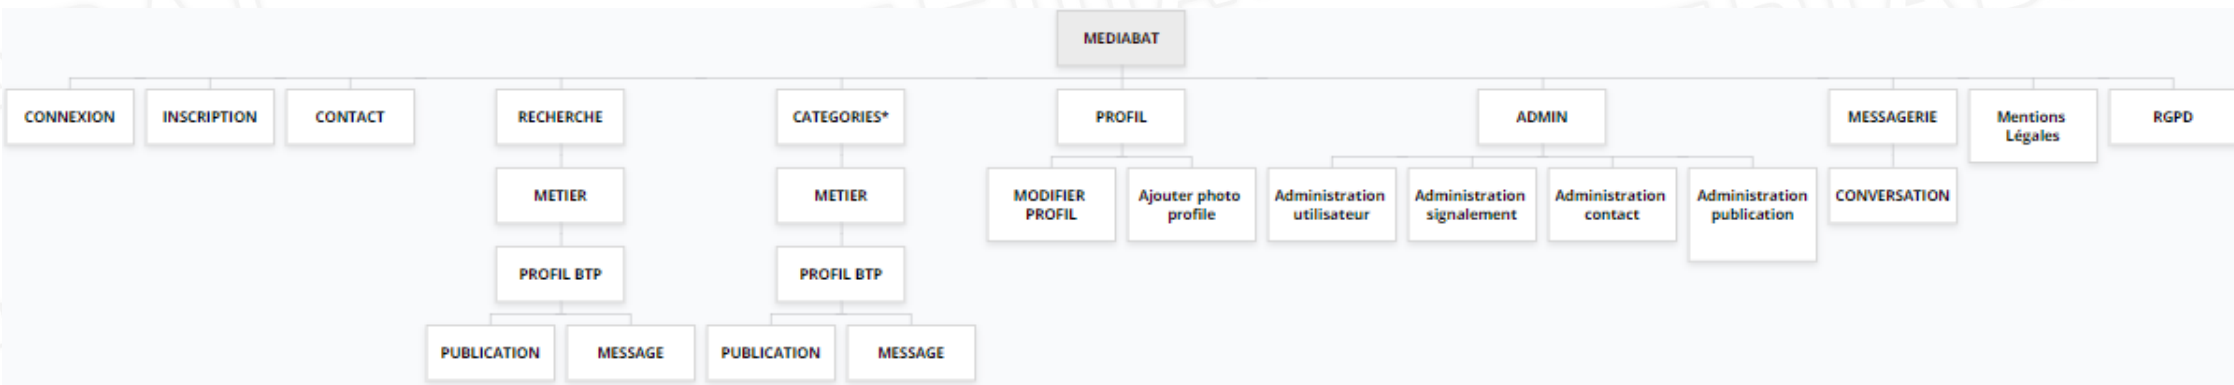 MEDIABAT
CONNEXION
INSCRIPTION
CONTACT
RECHERCHE
CATEGORIES*
PROFIL
ADMIN
MESSAGERIE
Mentions
Légales
RGPD
METIER
METIER
MODIFIER
PROFIL
Ajouter photo
profile
Administration
utilisateur
Administration
signalement
Administration
contact
Administration
publication
CONVERSATION
PROFIL BTP
PROFIL BTP
PUBLICATION
MESSAGE
PUBLICATION
MESSAGE